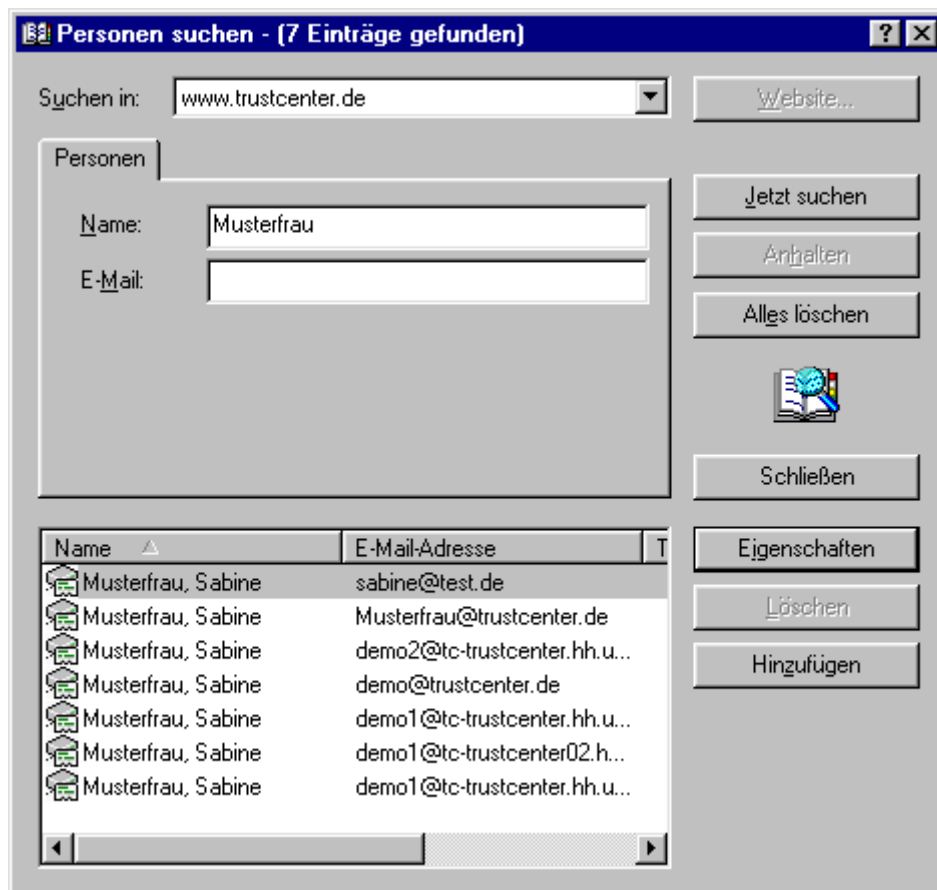 Personen suchen - (7 Einträge gefunden)
Suchen in: www.trustcenter.de
Website...
Personen
Name: Musterfrau
E-Mail:
Jetzt suchen
Anhalten
Alles löschen
Schließen
Name E-Mail-Adresse T
Musterfrau, Sabine sabine@test.de
Musterfrau, Sabine Musterfrau@trustcenter.de
Musterfrau, Sabine demo2@tc-trustcenter.hh.u...
Musterfrau, Sabine demo@trustcenter.de
Musterfrau, Sabine demo1@tc-trustcenter.hh.u...
Musterfrau, Sabine demo1@tc-trustcenter02.h...
Musterfrau, Sabine demo1@tc-trustcenter.hh.u...
Eigenschaften
Löschen
Hinzufügen